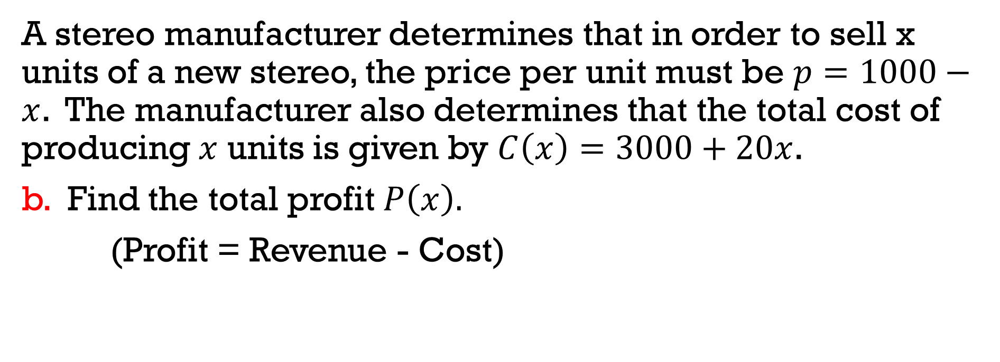 A stereo manufacturer determines that in order to sell x
units of a new stereo, the price per unit must be 𝑝 = 1000 −
𝑥. The manufacturer also determines that the total cost of
producing 𝑥 units is given by 𝐶(𝑥) = 3000 + 20𝑥.
b. Find the total profit 𝑃(𝑥).
(Profit = Revenue - Cost)